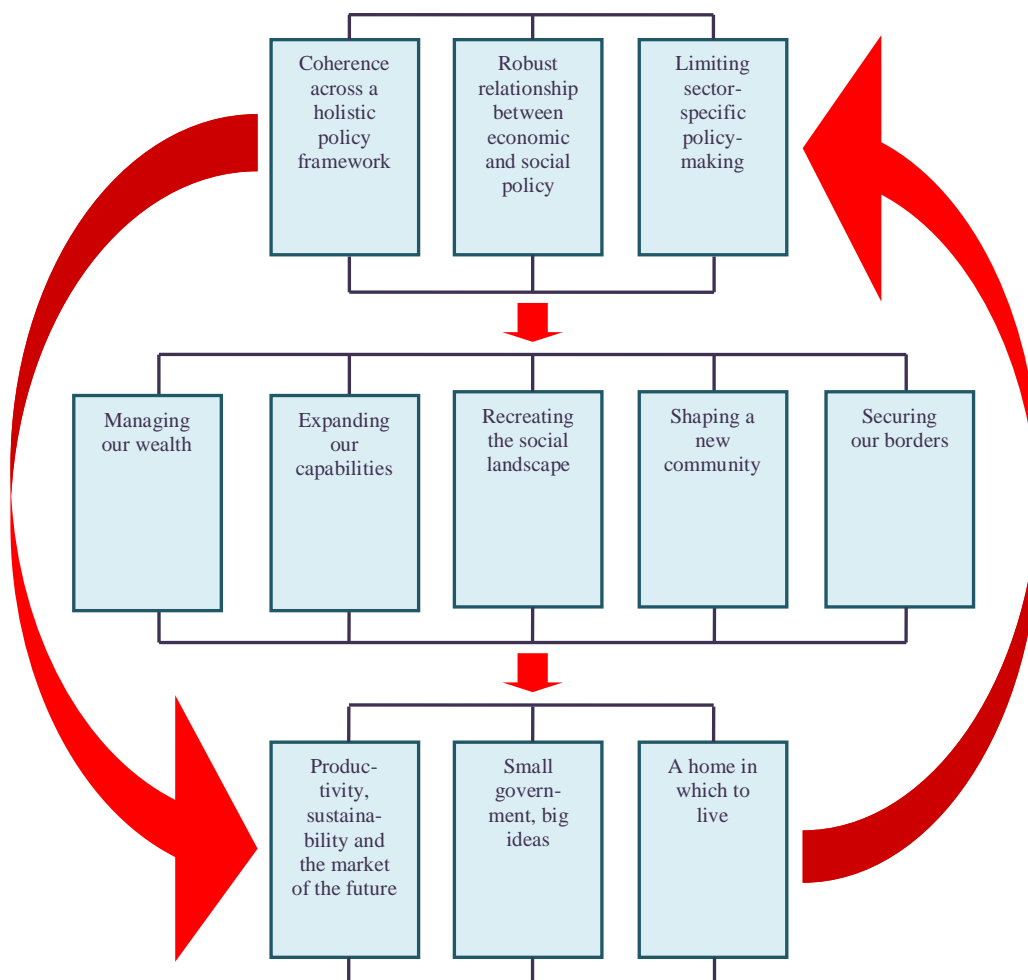 Coherence
across a
holistic
policy
framework
Robust
relationship
between
economic
and social
policy
Limiting
sector-
specific
policy-
making
Managing
our wealth
Expanding
our
capabilities
Recreating
the social
landscape
Shaping a
new
community
Securing
our borders
Produc-
tivity,
sustaina-
bility and
the market
of the future
Small
govern-
ment, big
ideas
A home in
which to
live